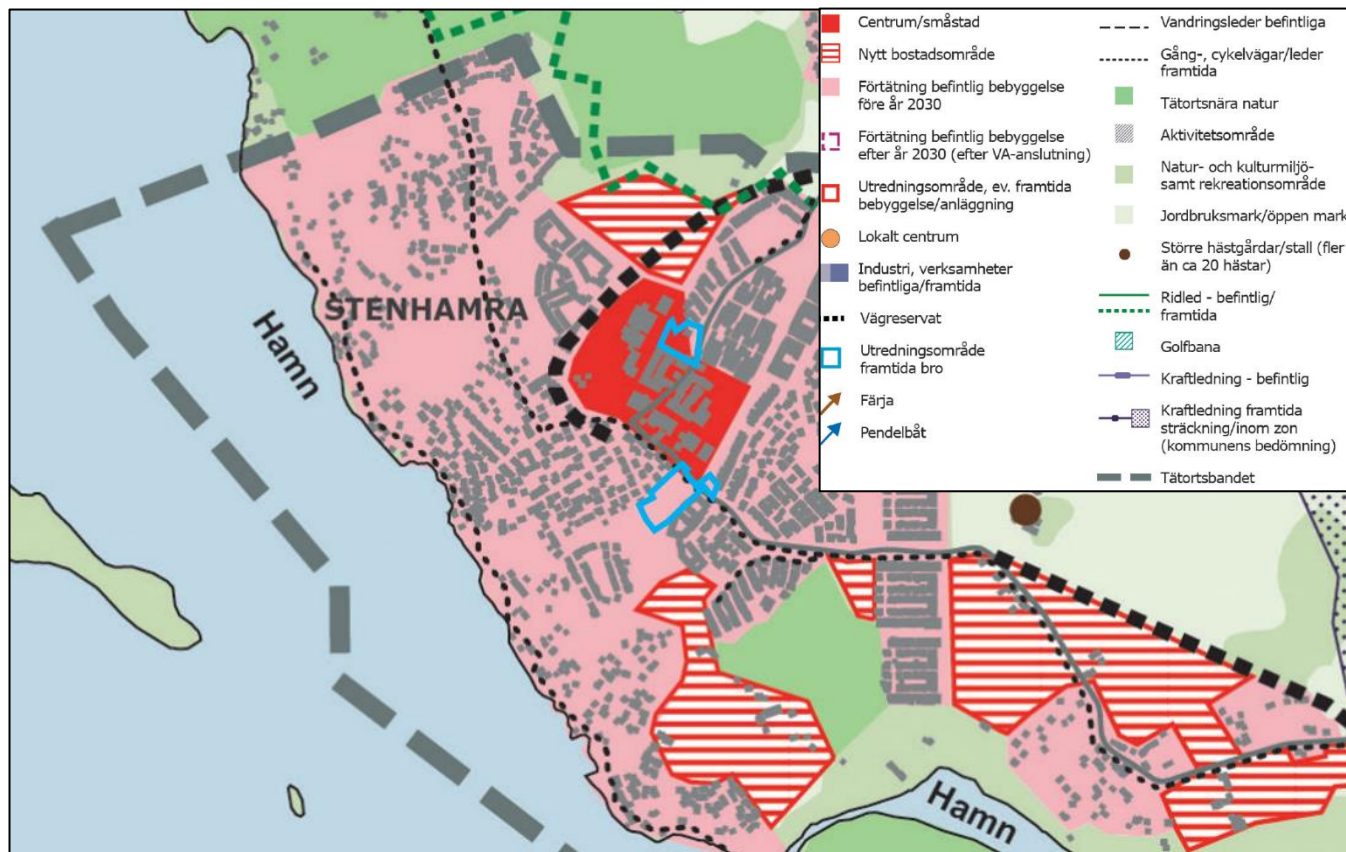 STENHAMRA
Hamn
Hamn
Centrum/småstad
Nytt bostadsområde
Förtätning befintlig bebyggelse
före år 2030
Förtätning befintlig bebyggelse
efter år 2030 (efter VA-anslutning)
Utredningsområde, ev. framtida
bebyggelse/anläggning
Lokalt centrum
Industri, verksamheter
befintliga/framtida
Vägreservat
Utredningsområde
framtida bro
Färja
Pendelbåt
Vandringsleder befintliga
Gång-, cykelvägar/leder
framtida
Tätortsnära natur
Aktivitetsområde
Natur- och kulturmiljö-
samt rekreationsområde
Jordbruksmark/öppen mark
Större hästgårdar/stall (fler
än ca 20 hästar)
Ridled - befintlig/
framtida
Golfbana
Kraftledning - befintlig
Kraftledning framtida
sträckning/inom zon
(kommunens bedömning)
Tätortsbandet